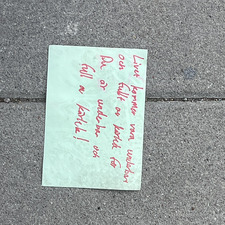 Livet kommer vara underbart
och fullt av kärlek för
Du är underbar och
full av kärlek!